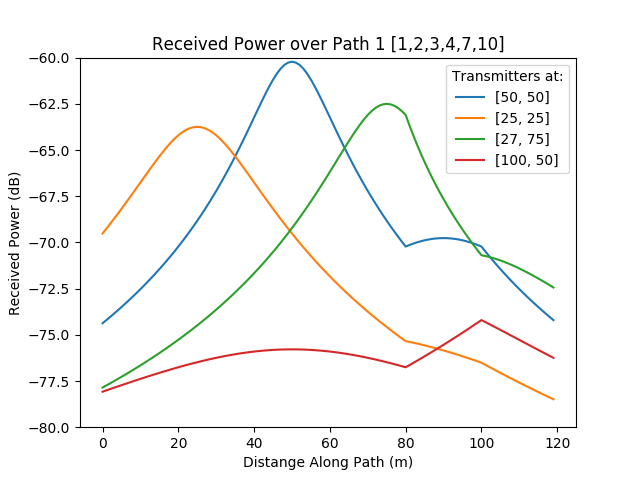 Received Power over Path 1 [1,2,3,4,7,10]
Transmitters at:
[50, 50]
[25, 25]
[27, 75]
[100, 50]
Received Power (dB)
−60.0
−62.5
−65.0
−67.5
−70.0
−72.5
−75.0
−77.5
−80.0
0 20 40 60 80 100 120
Distange Along Path (m)